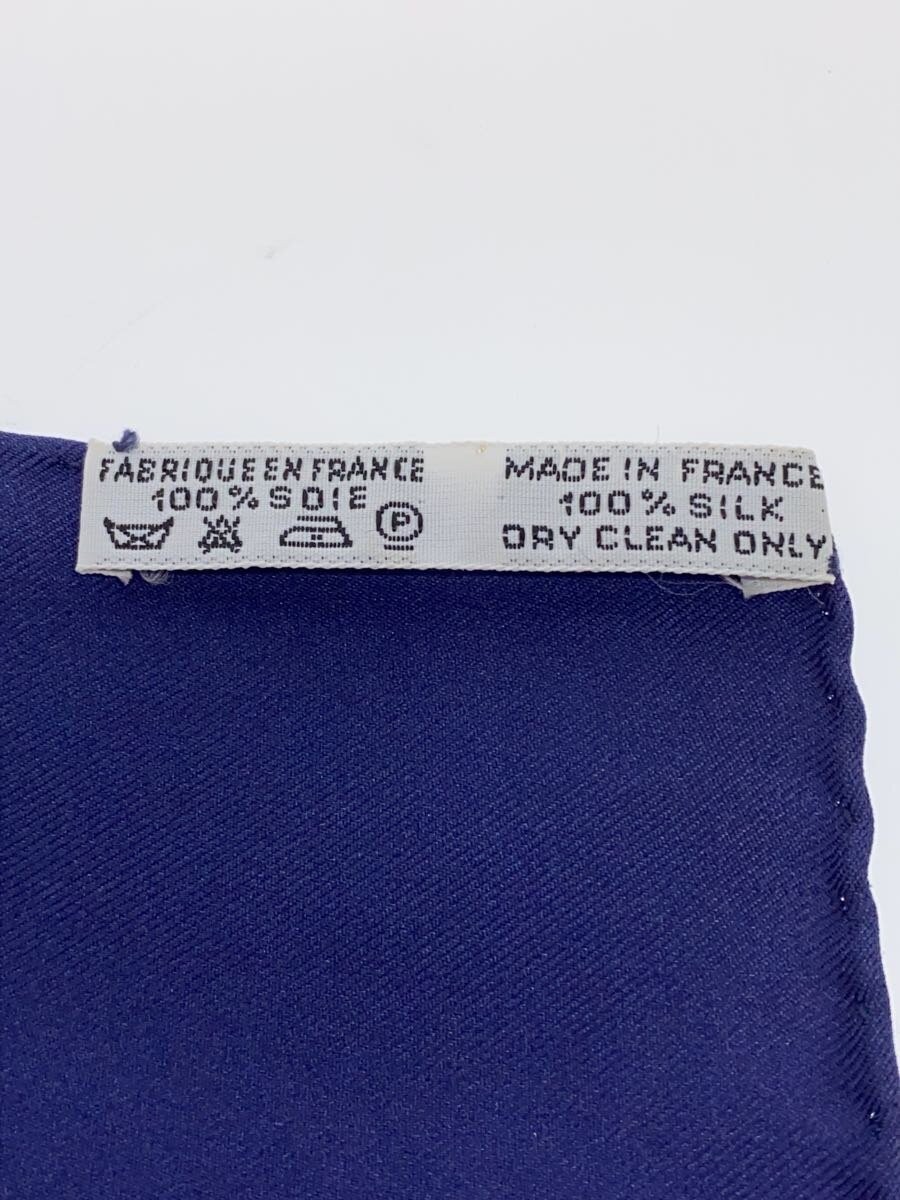 FABRIQUE EN FRANCE
100% SOIE
P
MADE IN FRANCE
100% SILK
DRY CLEAN ONLY